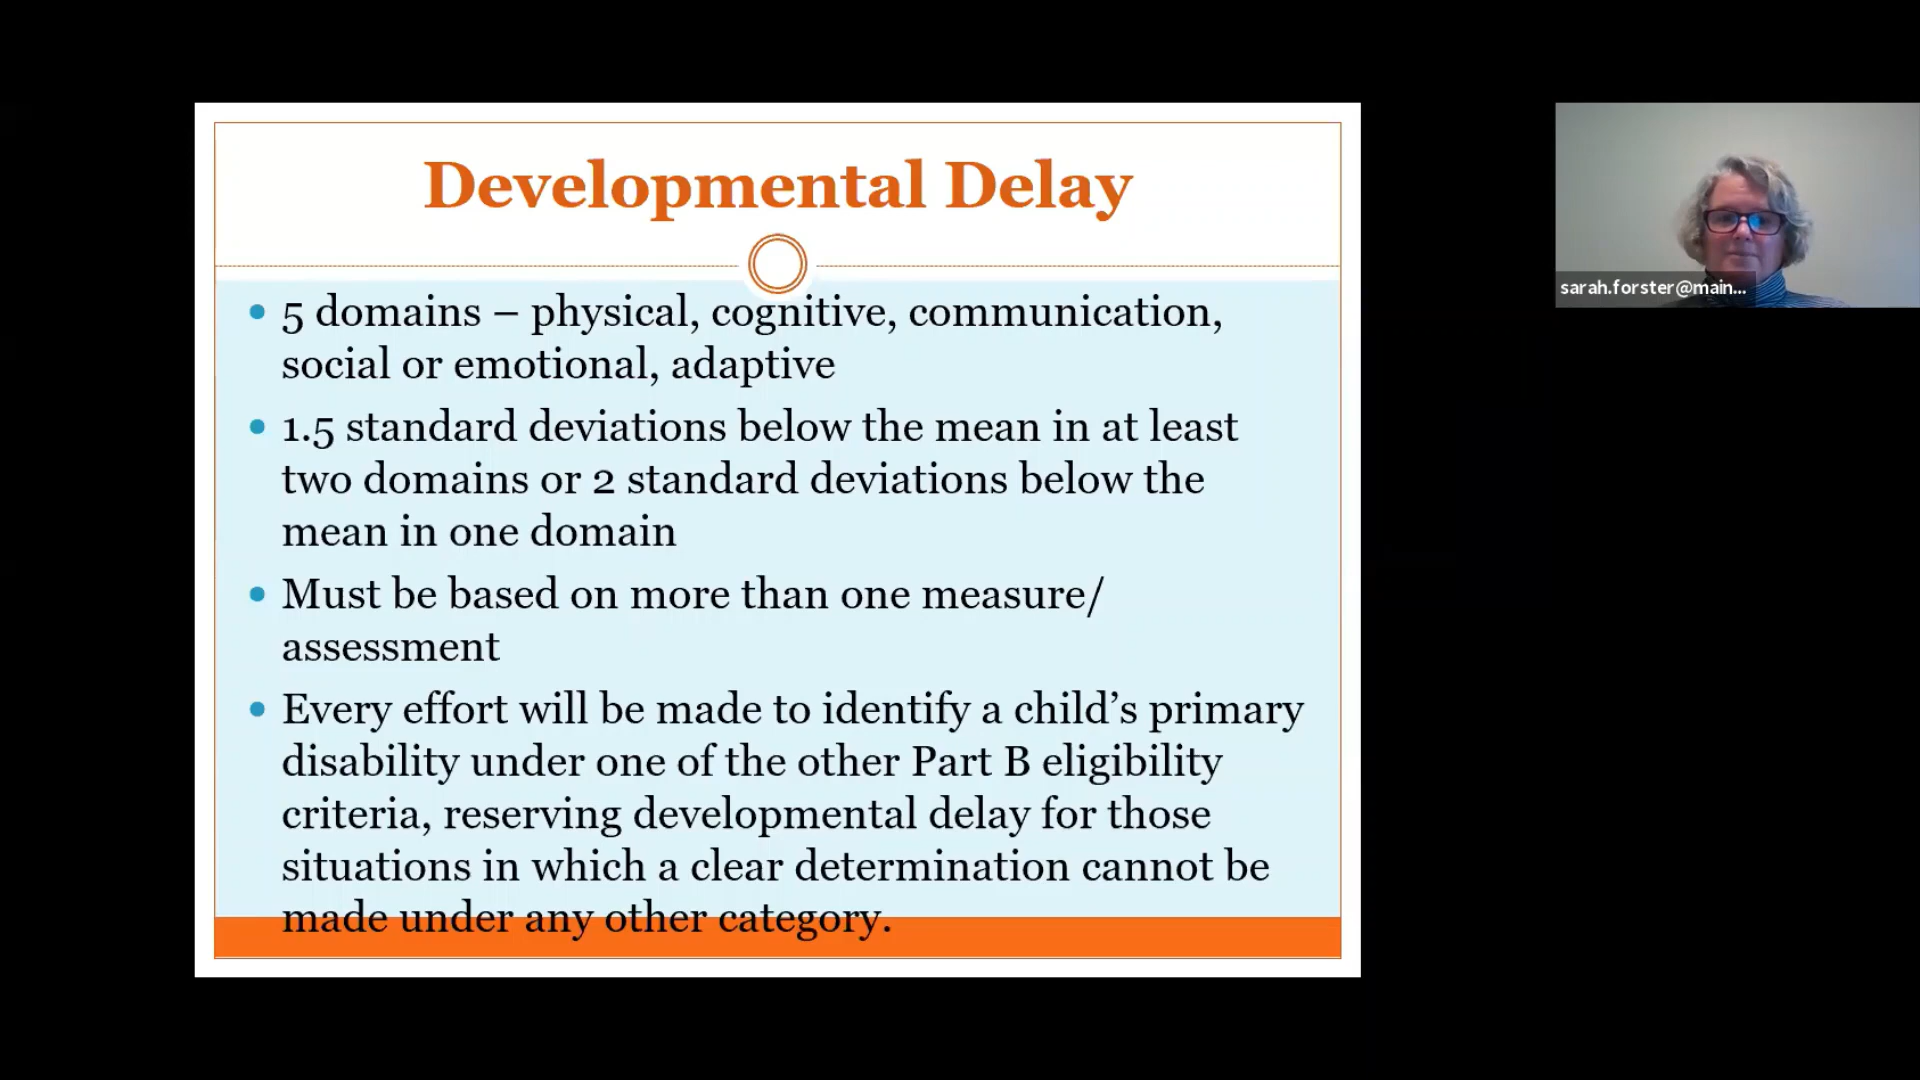 Developmental Delay
5 domains – physical, cognitive, communication,
social or emotional, adaptive
1.5 standard deviations below the mean in at least
two domains or 2 standard deviations below the
mean in one domain
Must be based on more than one measure/
assessment
Every effort will be made to identify a child’s primary
disability under one of the other Part B eligibility
criteria, reserving developmental delay for those
situations in which a clear determination cannot be
made under any other category.
sarah.forster@main...